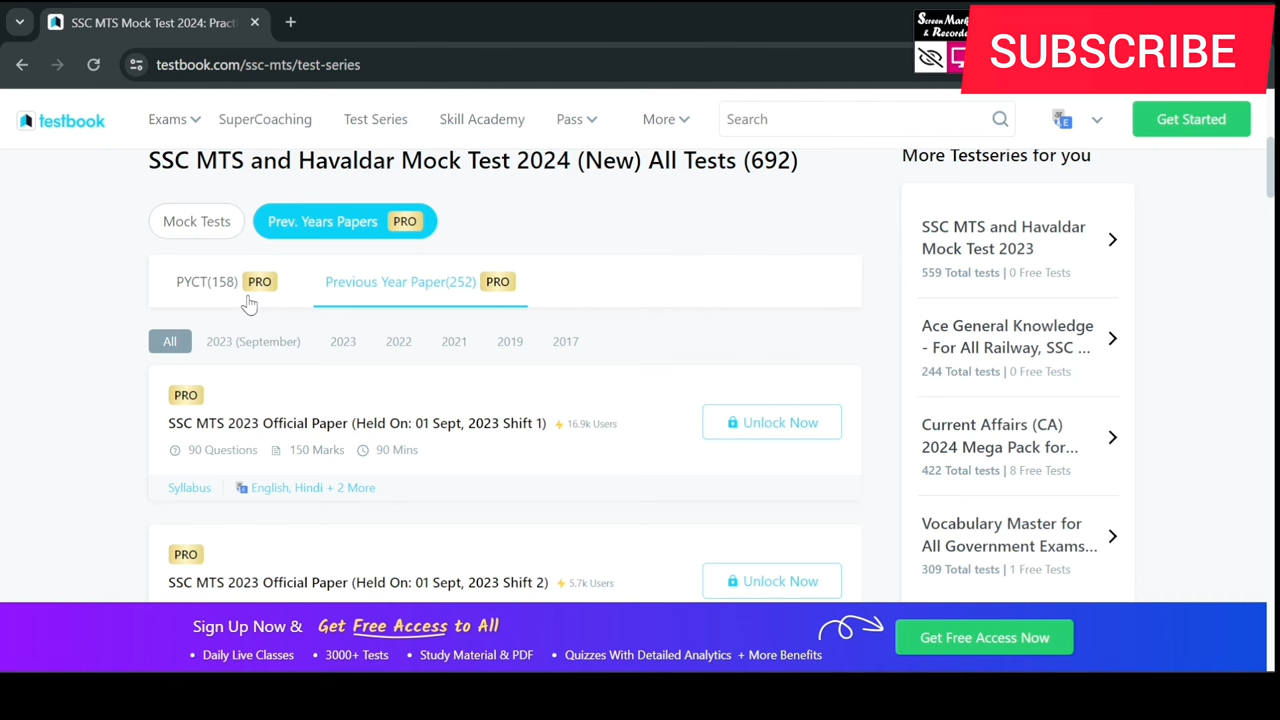 SSC MTS Mock Test 2024: Pract
Screen Mark
& Recorde
SUBSCRIBE
testbook.com/ssc-mts/test-series
testbook
Exams
SuperCoaching
Test Series
Skill Academy
Pass
More
Search
Get Started
SSC MTS and Havaldar Mock Test 2024 (New) All Tests (692)
More Testseries for you
Mock Tests
Prev. Years Papers PRO
PYCT(158) PRO
Previous Year Paper(252) PRO
All
2023 (September)
2023
2022
2021
2019
2017
PRO
SSC MTS 2023 Official Paper (Held On: 01 Sept, 2023 Shift 1) 16.9k Users
Unlock Now
90 Questions 150 Marks 90 Mins
Syllabus English, Hindi + 2 More
PRO
SSC MTS 2023 Official Paper (Held On: 01 Sept, 2023 Shift 2) 5.7k Users
Unlock Now
SSC MTS and Havaldar
Mock Test 2023
559 Total tests | 0 Free Tests
Ace General Knowledge
- For All Railway, SSC ...
244 Total tests | 0 Free Tests
Current Affairs (CA)
2024 Mega Pack for...
422 Total tests | 8 Free Tests
Vocabulary Master for
All Government Exams...
309 Total tests | 1 Free Tests
Sign Up Now & Get Free Access to All
• Daily Live Classes • 3000+ Tests • Study Material & PDF • Quizzes With Detailed Analytics + More Benefits
Get Free Access Now